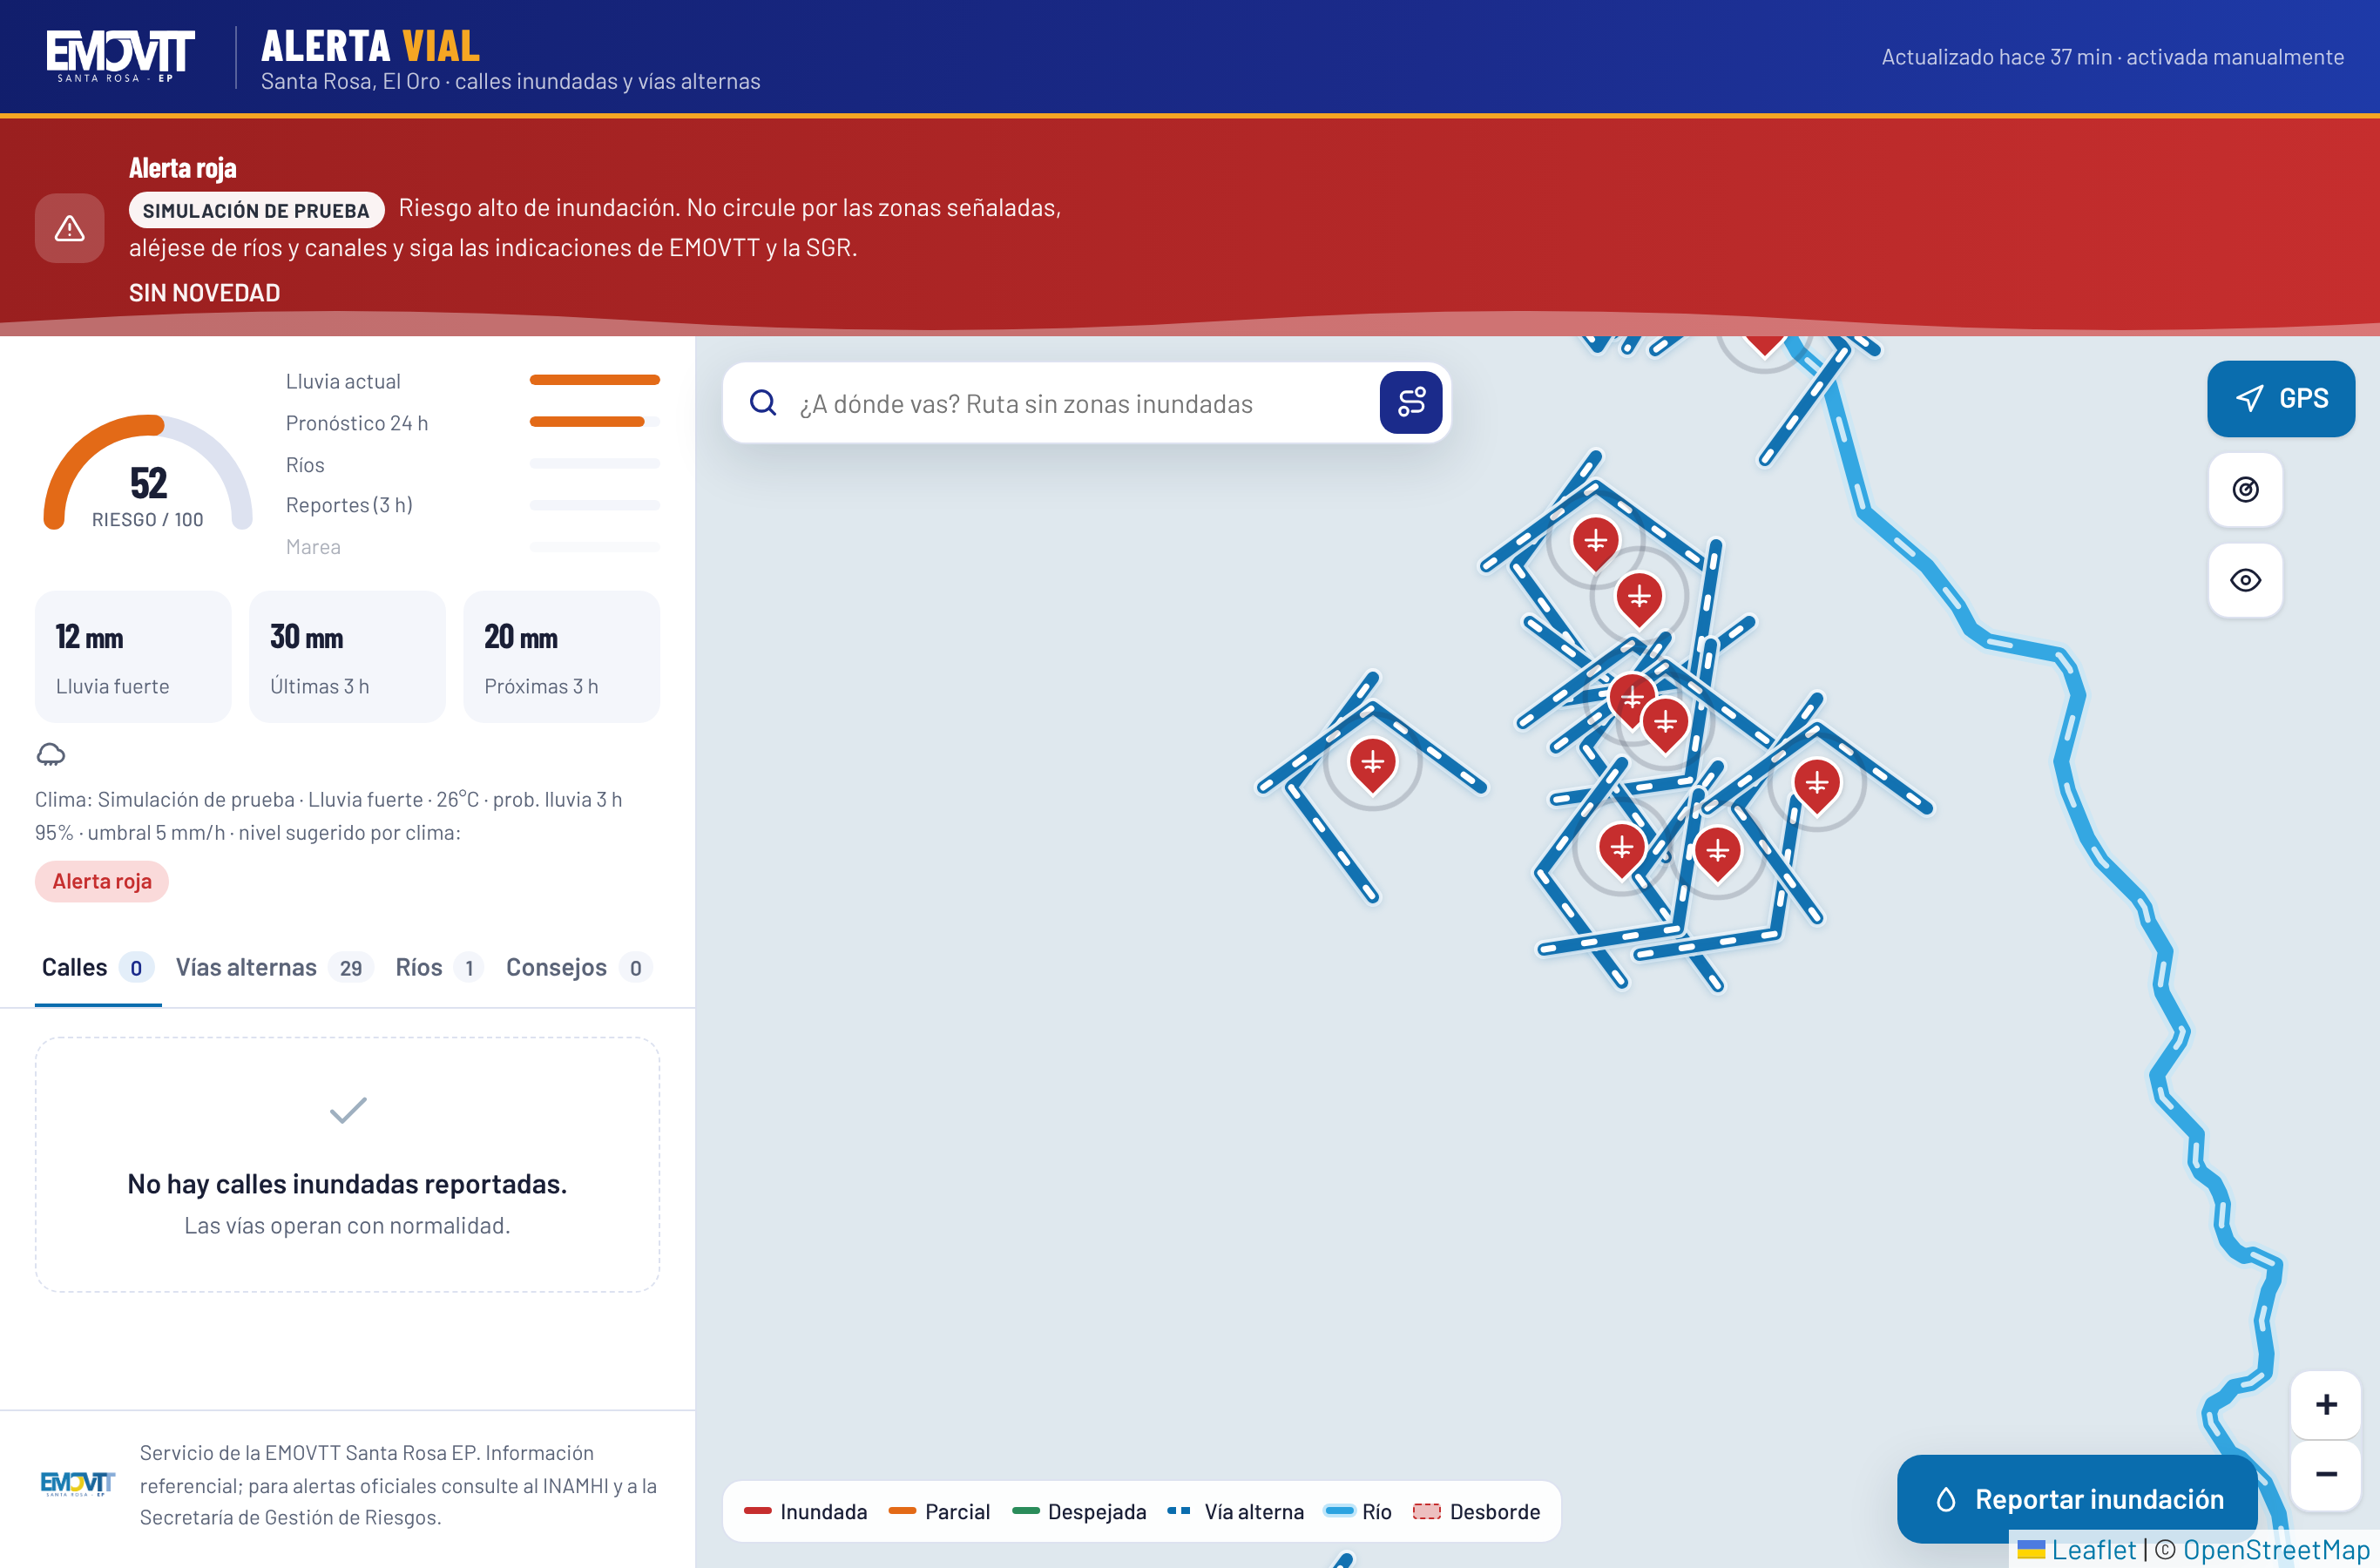 EMOVTT
SANTA ROSA - EP
ALERTA VIAL
Santa Rosa, El Oro · calles inundadas y vías alternas
Actualizado hace 37 min · activada manualmente
Alerta roja
SIMULACIÓN DE PRUEBA Riesgo alto de inundación. No circule por las zonas señaladas,
aléjese de ríos y canales y siga las indicaciones de EMOVTT y la SGR.
SIN NOVEDAD
52
RIESGO / 100
Lluvia actual
Pronóstico 24 h
Ríos
Reportes (3 h)
Marea
12 mm
Lluvia fuerte
30 mm
Últimas 3 h
20 mm
Próximas 3 h
Clima: Simulación de prueba · Lluvia fuerte · 26°C · prob. lluvia 3 h
95% · umbral 5 mm/h · nivel sugerido por clima:
Alerta roja
Calles 0 Vías alternas 29 Ríos 1 Consejos 0
No hay calles inundadas reportadas.
Las vías operan con normalidad.
EMOVTT
SANTA ROSA - EP
Servicio de la EMOVTT Santa Rosa EP. Información
referencial; para alertas oficiales consulte al INAMHI y a la
Secretaría de Gestión de Riesgos.
¿A dónde vas? Ruta sin zonas inundadas
GPS
+
−
Inundada Parcial Despejada Vía alterna Río Desborde
Reportar inundación
Leaflet | © OpenStreetMap